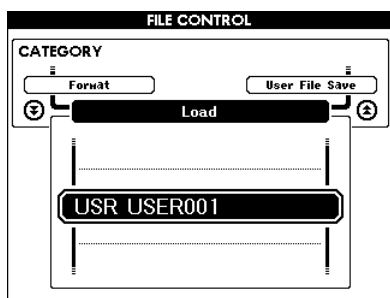 FILE CONTROL
CATEGORY
Format
User File Save
Load
USR USER001